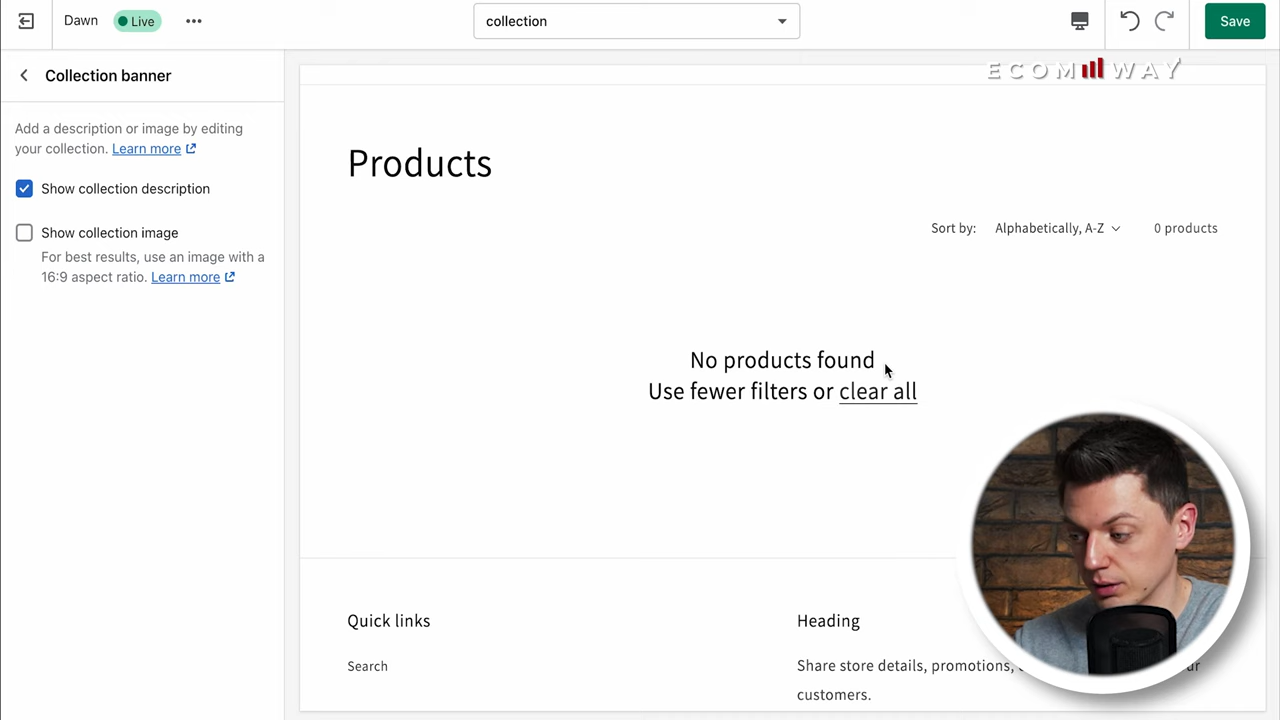 Dawn
Live
collection
Save
ECOM WAY
Collection banner
Add a description or image by editing
your collection. Learn more
Show collection description
Show collection image
For best results, use an image with a
16:9 aspect ratio. Learn more
Products
Sort by: Alphabetically, A-Z 0 products
No products found
Use fewer filters or clear all
Quick links
Heading
Search
Share store details, promotions,
customers.